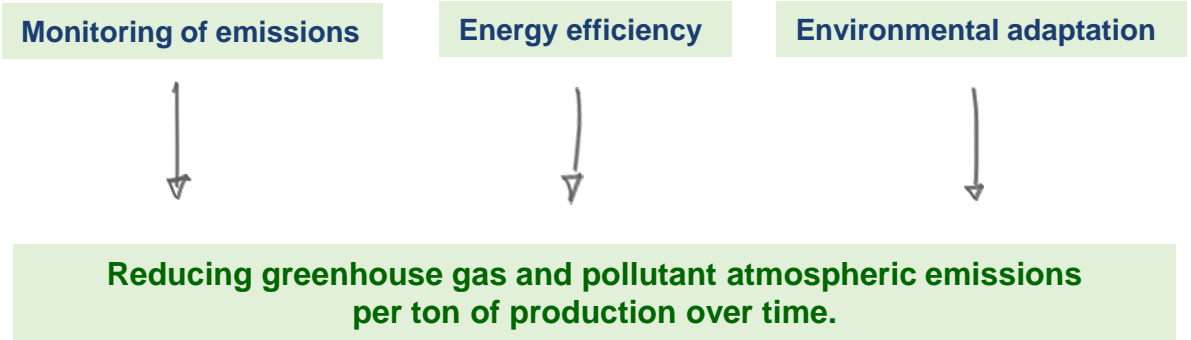 Monitoring of emissions
Energy efficiency
Environmental adaptation
Reducing greenhouse gas and pollutant atmospheric emissions
per ton of production over time.